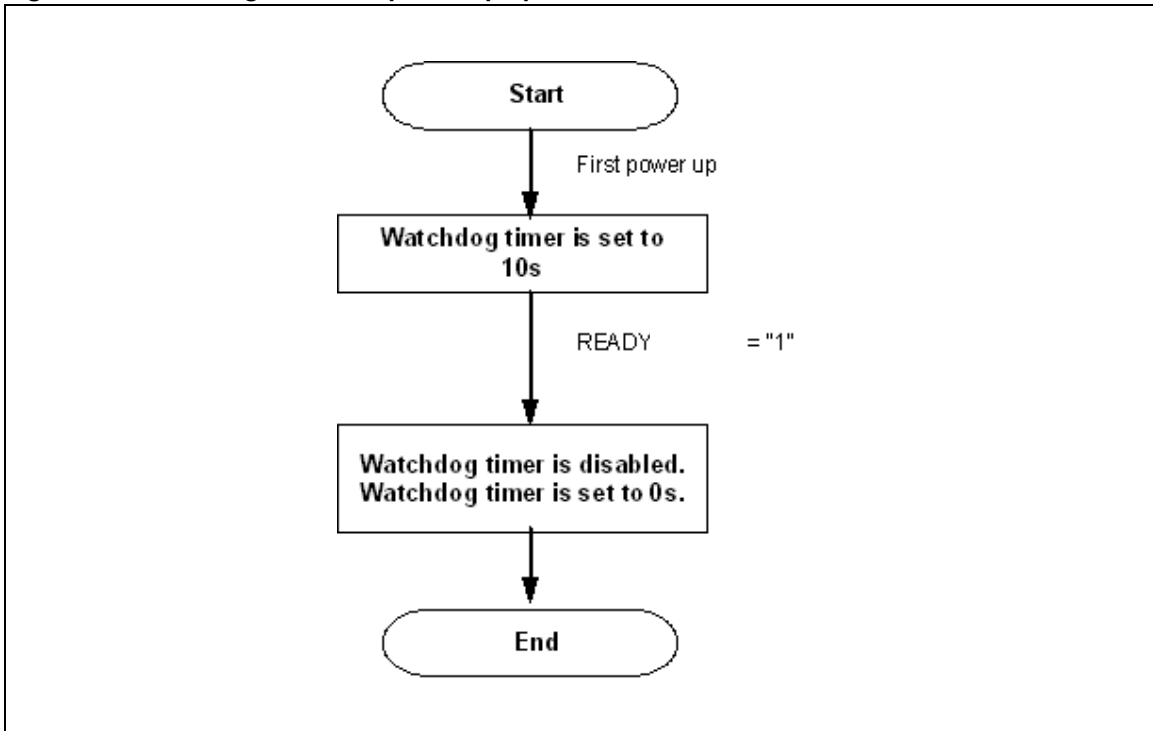 Start
First power up
Watchdog timer is set to
10s
READY = "1"
Watchdog timer is disabled.
Watchdog timer is set to 0s.
End